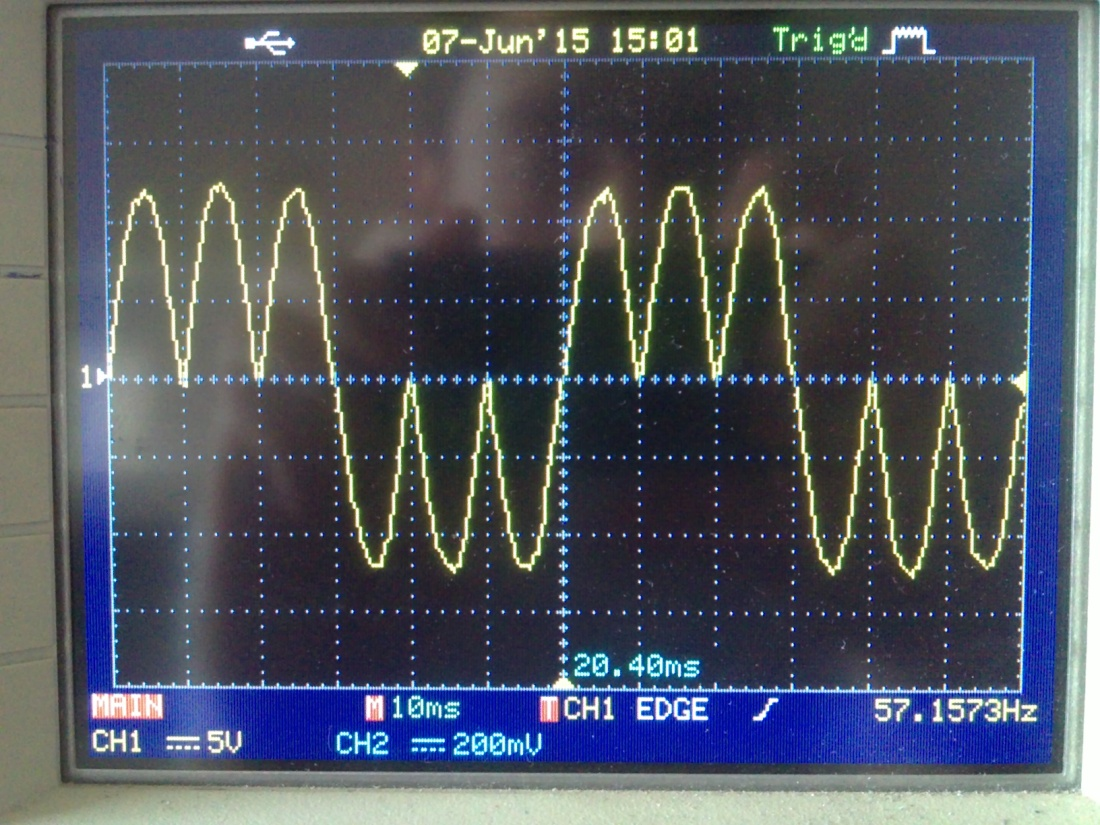 07-Jun'15 15:01 Trig'd
1
20.40ms
MAIN M 10ms T CH1 EDGE 57.1573Hz
CH1 5V CH2 200mV